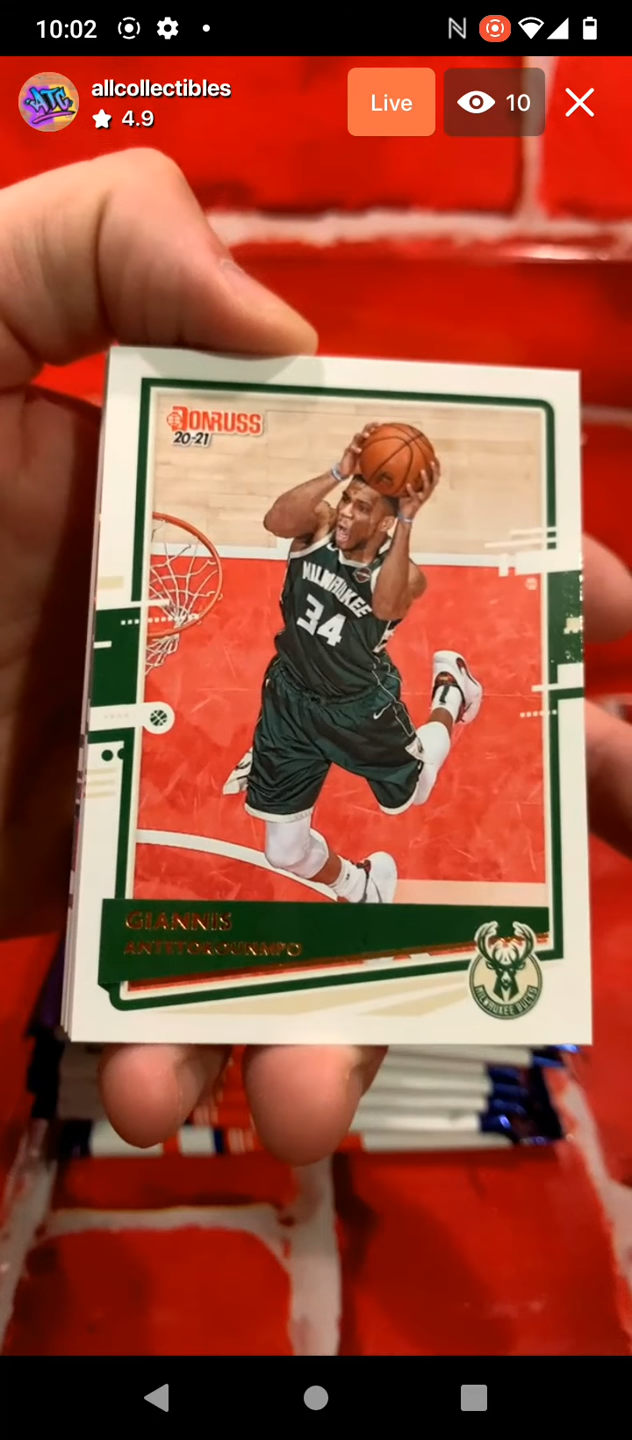 10:02
allcollectibles
4.9
Live
10
DONRUSS
20-21
MILWAUKEE
34
GIANNIS
ANTETOKOUNMPO
MILWAUKEE BUCKS